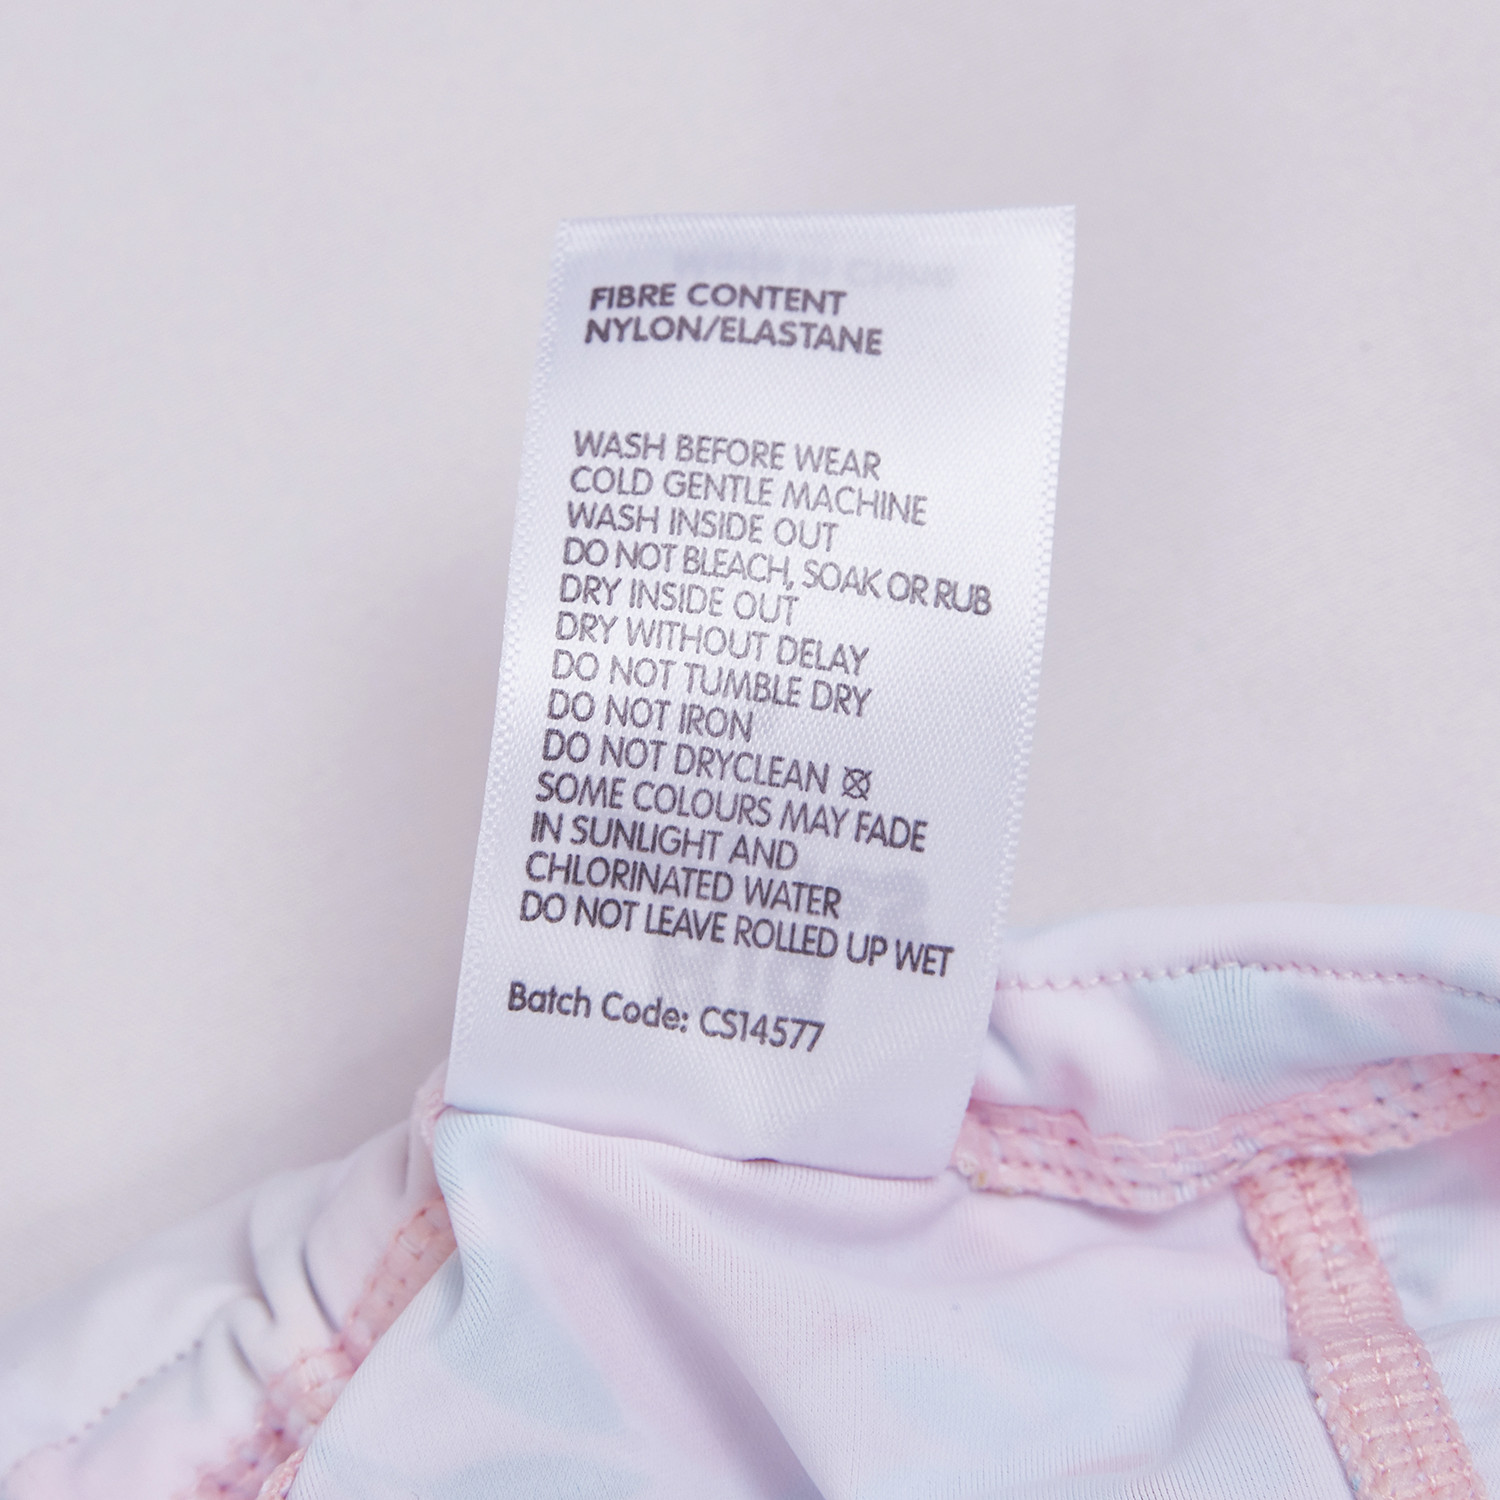 FIBRE CONTENT
NYLON/ELASTANE
WASH BEFORE WEAR
COLD GENTLE MACHINE
WASH INSIDE OUT
DO NOT BLEACH, SOAK OR RUB
DRY INSIDE OUT
DRY WITHOUT DELAY
DO NOT TUMBLE DRY
DO NOT IRON
DO NOT DRYCLEAN
SOME COLOURS MAY FADE
IN SUNLIGHT AND
CHLORINATED WATER
DO NOT LEAVE ROLLED UP WET
Batch Code: CS14577